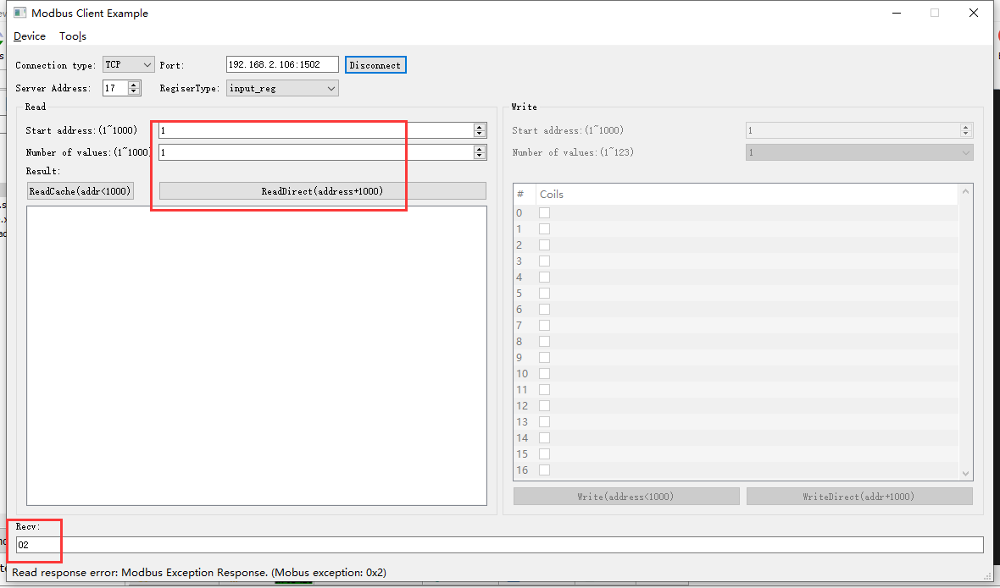 Modbus Client Example
Device Tools
Connection type: TCP Port: 192.168.2.106:1502 Disconnect
Server Address: 17 RegiserType: input_reg
Read
Start address:(1~1000) 1
Number of values:(1~1000) 1
Result:
ReadCache(addr<1000) ReadDirect(address+1000)
Write
Start address:(1~1000) 1
Number of values:(1~123) 1
# Coils
0
1
2
3
4
5
6
7
8
9
10
11
12
13
14
15
16
Write(address<1000) WriteDirect(addr+1000)
Recv:
02
Read response error: Modbus Exception Response. (Mobus exception: 0x2)